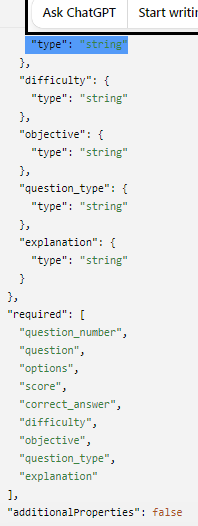 Ask ChatGPT Start writin
"type": "string"
},
"difficulty": {
"type": "string"
},
"objective": {
"type": "string"
},
"question_type": {
"type": "string"
},
"explanation": {
"type": "string"
}
},
"required": [
"question_number",
"question",
"options",
"score",
"correct_answer",
"difficulty",
"objective",
"question_type",
"explanation"
],
"additionalProperties": false